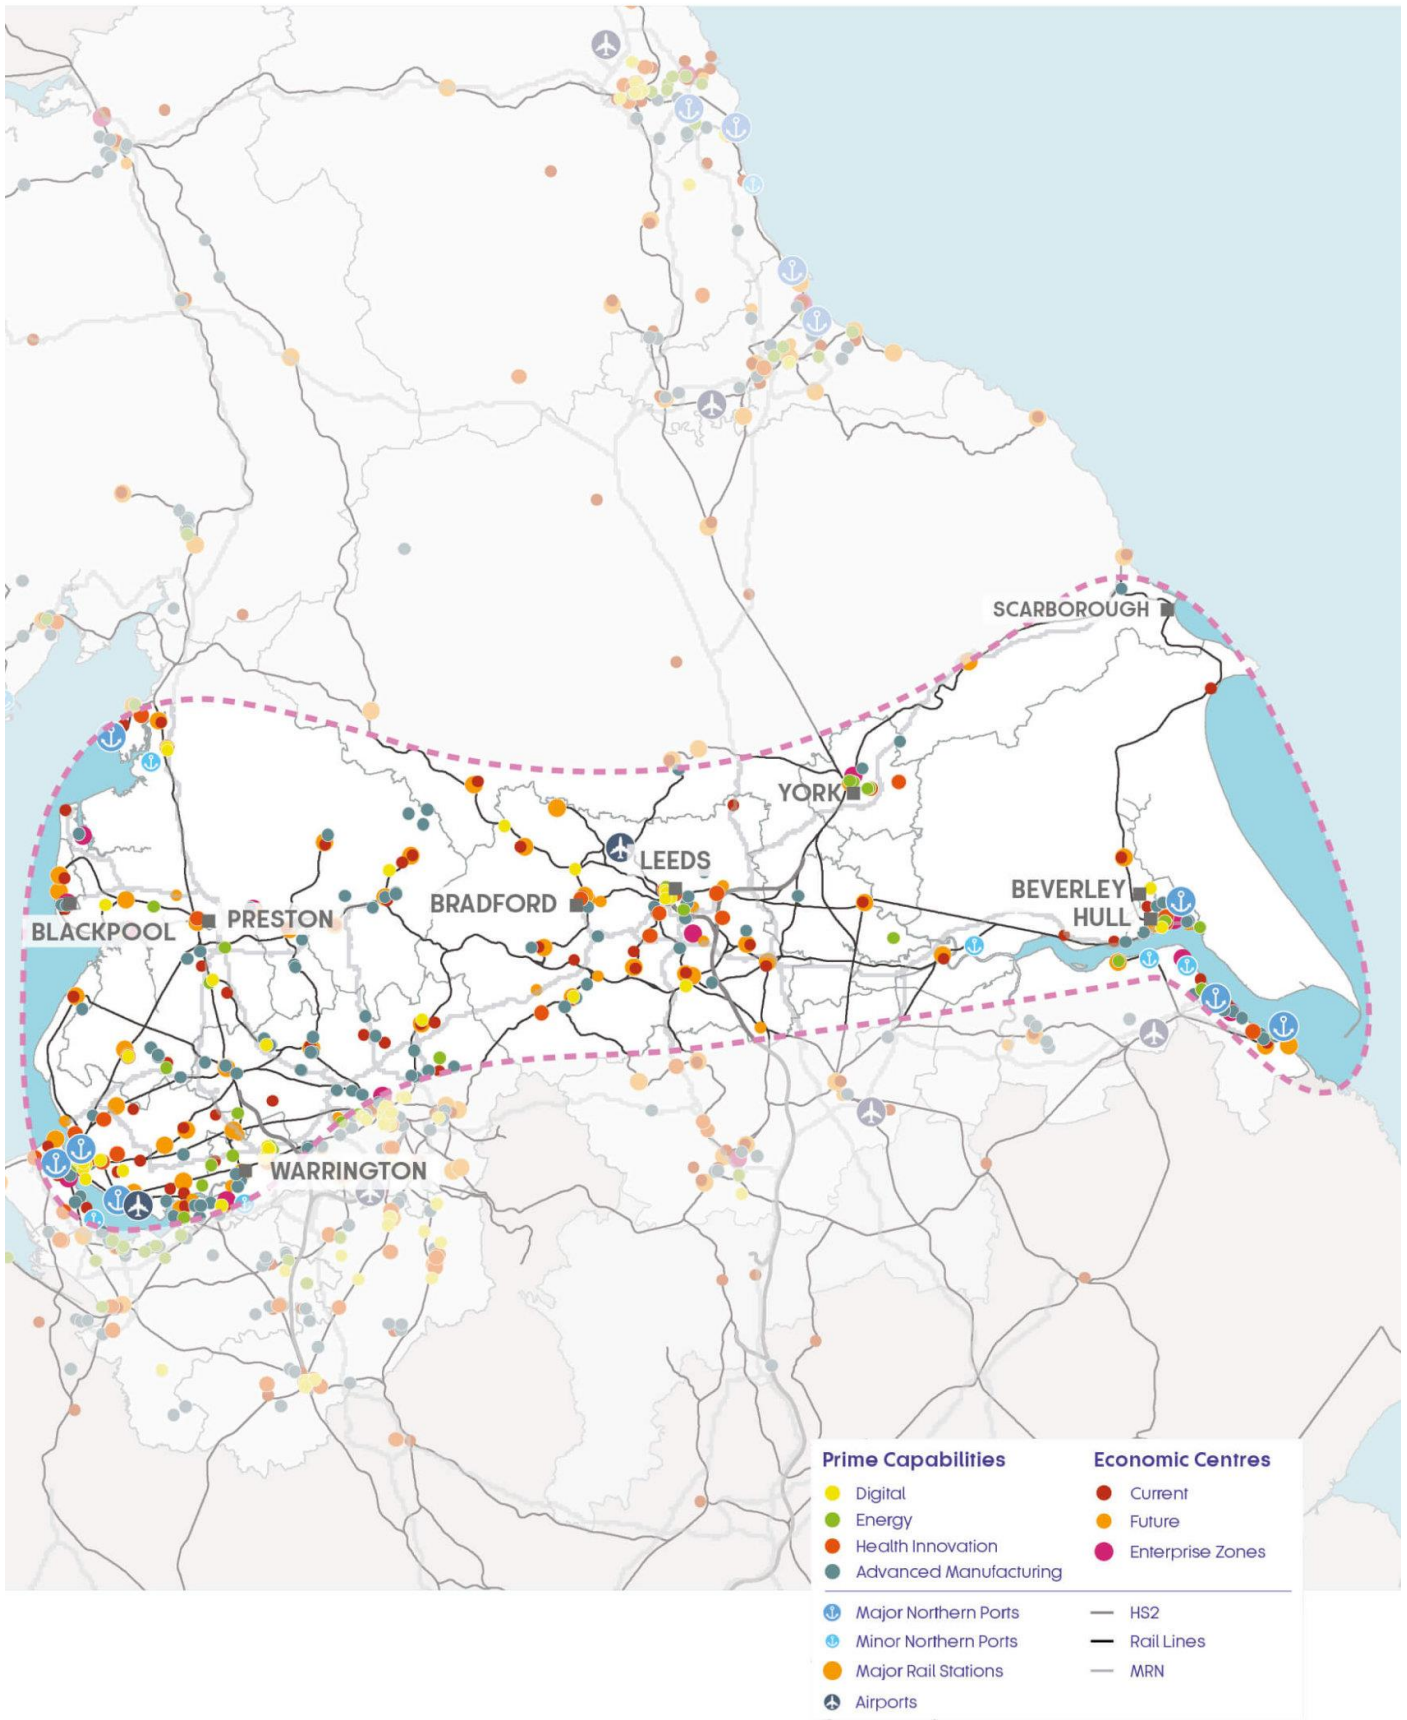 SCARBOROUGH
YORK
LEEDS
BRADFORD
BEVERLEY
HULL
BLACKPOOL
PRESTON
WARRINGTON
Prime Capabilities
Digital
Energy
Health Innovation
Advanced Manufacturing
Economic Centres
Current
Future
Enterprise Zones
Major Northern Ports
Minor Northern Ports
Major Rail Stations
Airports
HS2
Rail Lines
MRN